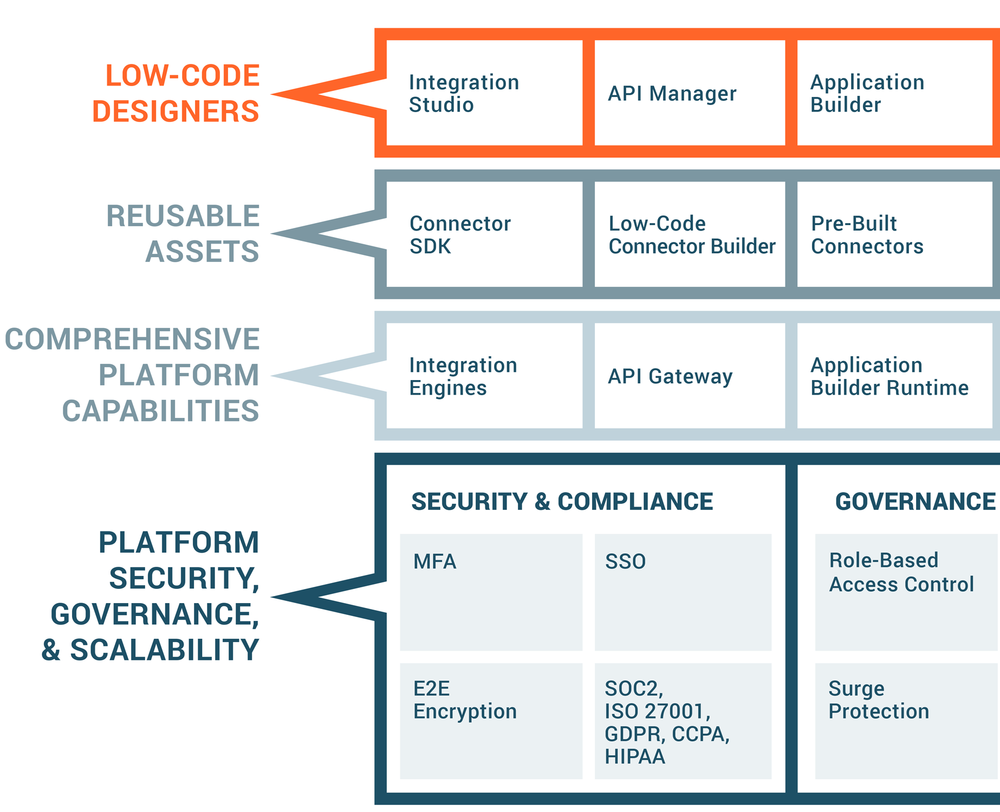 LOW-CODE
DESIGNERS
Integration
Studio
API Manager
Application
Builder
REUSABLE
ASSETS
Connector
SDK
Low-Code
Connector Builder
Pre-Built
Connectors
COMPREHENSIVE
PLATFORM
CAPABILITIES
Integration
Engines
API Gateway
Application
Builder Runtime
PLATFORM
SECURITY,
GOVERNANCE,
& SCALABILITY
SECURITY & COMPLIANCE
MFA
SSO
E2E
Encryption
SOC2,
ISO 27001,
GDPR, CCPA,
HIPAA
GOVERNANCE
Role-Based
Access Control
Surge
Protection